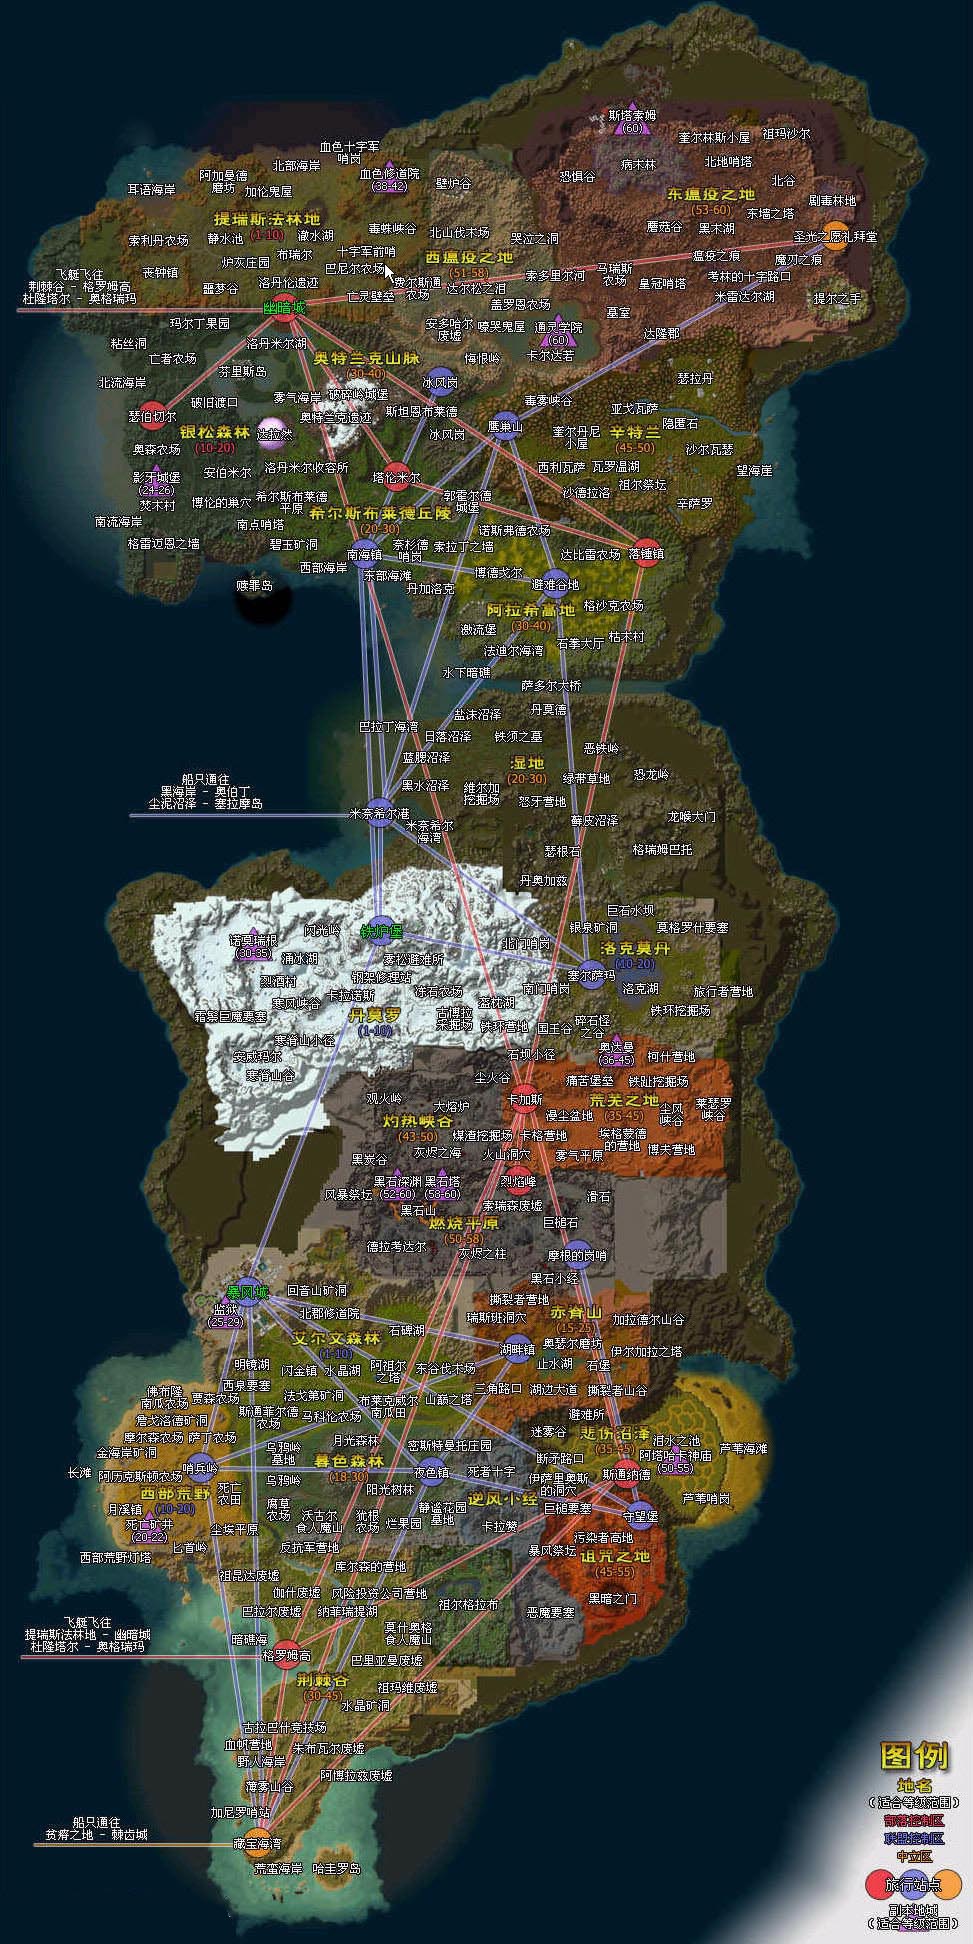 斯塔索姆
(60)
奎尔林斯小屋
祖玛沙尔
血色十字军
哨岗
北部海岸
血色修道院
(38-42)
阿加曼德
磨坊
加伦鬼屋
耳语海岸
壁炉谷
恐惧谷
病木林
北地哨塔
北谷
东瘟疫之地
(53-60)
剧毒林地
东墙之塔
提瑞斯法林地
(1-10)
索利丹农场
静水池
澈水湖
毒蛛峡谷
北山伐木场
哭泣之洞
蘑菇谷
黑木湖
圣光之愿礼拜堂
十字军前哨
布瑞尔
炉灰庄园
巴尼尔农场
西瘟疫之地
(51-58)
瘟疫之痕
魔刃之痕
飞艇飞往
荆棘谷 - 格罗姆高
杜隆塔尔 - 奥格瑞玛
丧钟镇
噩梦谷
洛丹伦遗迹
亡灵壁垒
费尔斯通
农场
达尔松之泪
索多里尔河
马瑞斯
农场
皇冠哨塔
考林的十字路口
米雷达尔湖
提尔之手
幽暗城
盖罗恩农场
墓室
玛尔丁果园
安多哈尔
废墟
嚎哭鬼屋
通灵学院
(60)
达隆郡
粘丝洞
亡者农场
洛丹米尔湖
奥特兰克山脉
(30-40)
悔恨岭
卡尔达若
芬里斯岛
北流海岸
破旧渡口
雾气海岸
破碎岭城堡
冰风岗
瑟拉丹
瑟伯切尔
奥特兰克遗迹
斯坦恩布莱德
毒雾峡谷
亚戈瓦萨
隐匿石
银松森林
(10-20)
达拉然
冰风岗
鹰巢山
奎尔丹尼
小屋
辛特兰
(45-50)
沙尔瓦瑟
奥森农场
影牙城堡
(24-26)
安伯米尔
洛丹米尔收容所
塔伦米尔
西利瓦萨
瓦罗温湖
望海崖
焚木村
博伦的巢穴
希尔斯布莱德
平原
郭霍尔德
城堡
沙德拉洛
祖尔祭坛
辛萨罗
南流海岸
南点哨塔
希尔斯布莱德丘陵
(20-30)
诺斯弗德农场
格雷迈恩之墙
碧玉矿洞
南海镇
奈杉德
哨岗
索拉丁之墙
达比雷农场
落锤镇
西部海岸
东部海滩
博德戈尔
避难谷地
赎罪岛
丹加洛克
阿拉希高地
(30-40)
格沙克农场
激流堡
法迪尔海湾
石拳大厅
枯木村
水下暗礁
萨多尔大桥
盐沫沼泽
丹莫德
巴拉丁海湾
日落沼泽
铁须之墓
恶铁岭
蓝腮沼泽
湿地
(20-30)
绿带草地
恐龙岭
船只通往
黑海岸 - 奥伯丁
尘泥沼泽 - 塞拉摩岛
黑水沼泽
维尔加
挖掘场
怒牙营地
米奈希尔港
米奈希尔
海湾
藓皮沼泽
龙喉大门
瑟根石
格瑞姆巴托
丹奥加兹
巨石水坝
银泉矿洞
莫格罗什要塞
诺莫瑞根
(30-35)
闪光岭
铁炉堡
北门哨岗
洛克莫丹
(10-20)
涌冰湖
雾松避难所
钢架修理站
塞尔萨玛
洛克湖
旅行者营地
烈酒村
卡拉诺斯
冻石农场
南门哨岗
寒风峡谷
盔枕湖
铁环挖掘场
霜鬃巨魔要塞
丹莫罗
(1-10)
古博拉
采掘场
铁环营地
国王谷
碎石怪
之谷
寒脊山小径
安威玛尔
石坝小径
奥达曼
(36-45)
柯什营地
寒脊山谷
尘火谷
痛苦堡垒
铁趾挖掘场
观火岭
大熔炉
卡加斯
荒芜之地
(35-45)
尘风
峡谷
莱瑟罗
峡谷
灼热峡谷
(43-50)
漫尘盆地
煤渣挖掘场
卡格营地
埃格蒙德
的营地
博夫营地
黑炭谷
灰烬之海
火山洞穴
雾气平原
风暴祭坛
黑石深渊
(52-60)
黑石塔
(58-60)
烈焰峰
滑石
黑石山
索瑞森废墟
燃烧平原
(50-58)
巨槌石
德拉考达尔
灰烬之柱
摩根的岗哨
黑石小经
暴风城
监狱
(25-29)
回音山矿洞
撕裂者营地
北郡修道院
瑞斯班洞穴
赤脊山
(15-25)
加拉德尔山谷
石碑湖
艾尔文森林
(1-10)
湖畔镇
奥瑟尔磨坊
伊尔加拉之塔
明镜湖
闪金镇
水晶湖
阿祖尔
之塔
东谷伐木场
止水湖
石堡
西泉要塞
三角路口
湖边大道
撕裂者山谷
佛布隆
南瓜农场
贾森农场
法戈第矿洞
布莱克威尔
南瓜田
山巅之塔
避难所
詹戈洛德矿洞
斯通菲尔德
农场
马科伦农场
迷雾谷
悲伤沼泽
(35-45)
泪水之池
摩尔森农场
萨丁农场
月光森林
密斯特曼托庄园
芦苇海滩
金海岸矿洞
乌鸦岭
墓地
暮色森林
(18-30)
断矛路口
阿塔哈卡神庙
(50-55)
长滩
阿历克斯顿农场
哨兵岭
夜色镇
死者十字
伊萨里奥斯
的洞穴
斯通纳德
西部荒野
(10-20)
死亡
农田
乌鸦岭
阳光树林
逆风小经
芦苇哨岗
月溪镇
腐草
农场
沃古尔
食人魔山
犹根
农场
静谧花园
墓地
巨槌要塞
守望堡
死亡矿井
(20-22)
尘埃平原
烂果园
卡拉赞
污染者高地
匕首岭
反抗军营地
暴风祭坛
诅咒之地
(45-55)
西部荒野灯塔
库尔森的营地
祖昆达废墟
伽什废墟
风险投资公司营地
黑暗之门
巴拉尔废墟
纳菲瑞提湖
祖尔格拉布
恶魔要塞
飞艇飞往
提瑞斯法林地 - 幽暗城
杜隆塔尔 - 奥格瑞玛
暗礁海
莫什奥格
食人魔山
格罗姆高
巴里亚曼废墟
荆棘谷
(30-45)
祖玛维废墟
水晶矿洞
古拉巴什竞技场
血帆营地
朱布瓦尔废墟
野人海岸
薄雾山谷
阿博拉兹废墟
加尼罗哨站
船只通往
贫瘠之地 - 棘齿城
藏宝海湾
荒蛮海岸
哈圭罗岛
图例
地名
(适合等级范围)
部落控制区
联盟控制区
中立区
旅行站点
副本地城
(适合等级范围)